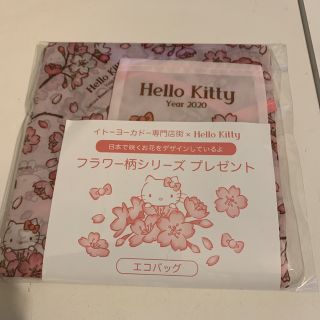 Hello Kitty
Hello Kitty
Year 2020
イトーヨーカドー専門店街 × Hello Kitty
日本で咲くお花をデザインしているよ
フラワー柄シリーズ プレゼント
エコバッグ